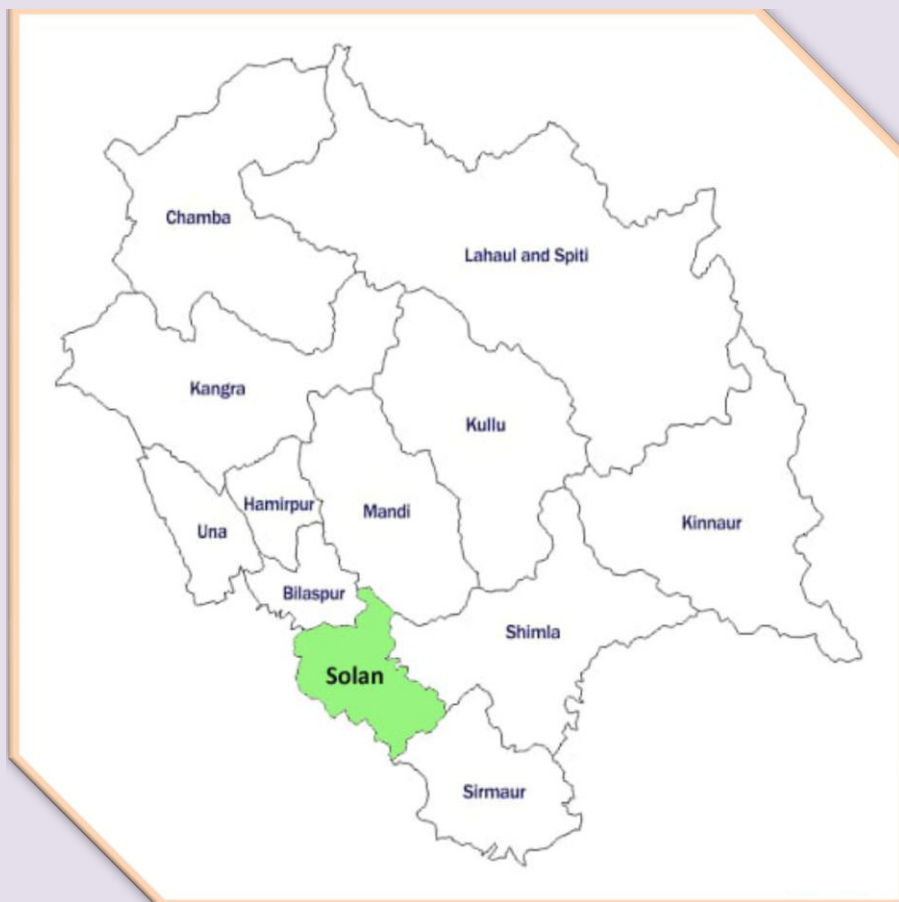 Chamba
Lahaul and Spiti
Kangra
Kullu
Hamirpur
Mandi
Una
Kinnaur
Bilaspur
Shimla
Solan
Sirmaur